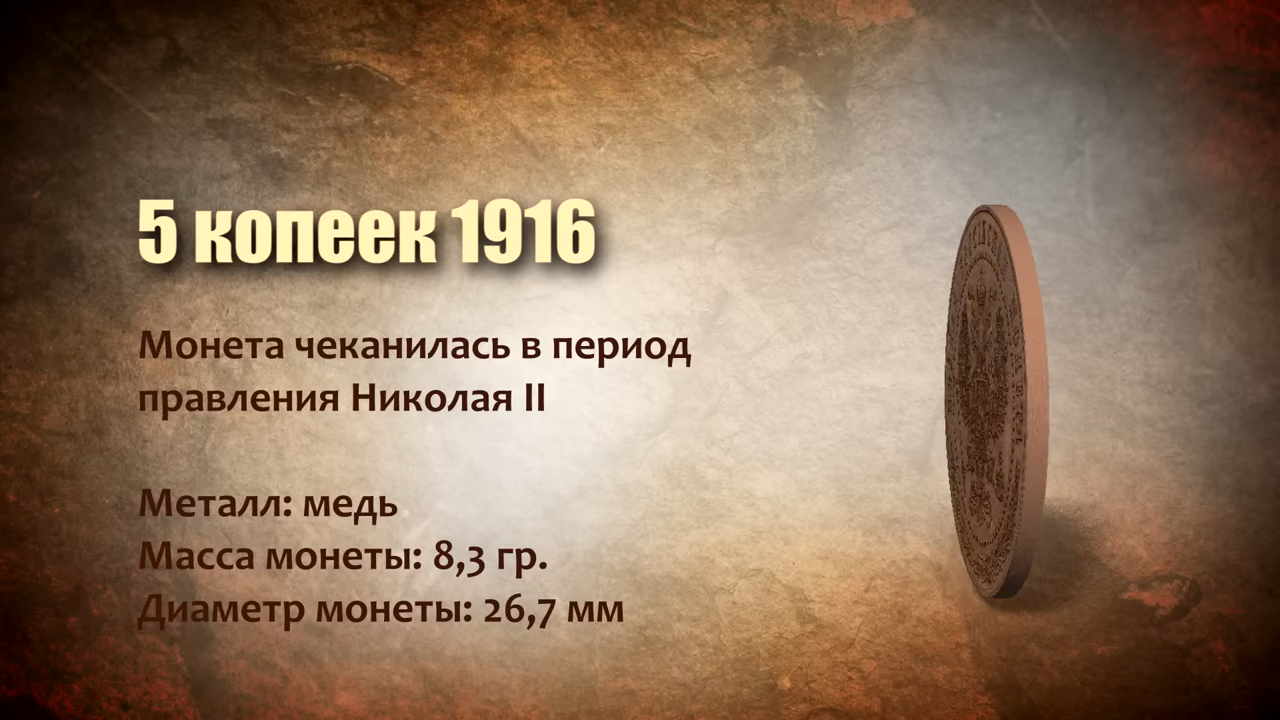 5 копеек 1916
Монета чеканилась в период
правления Николая II
Металл: медь
Масса монеты: 8,3 гр.
Диаметр монеты: 26,7 мм